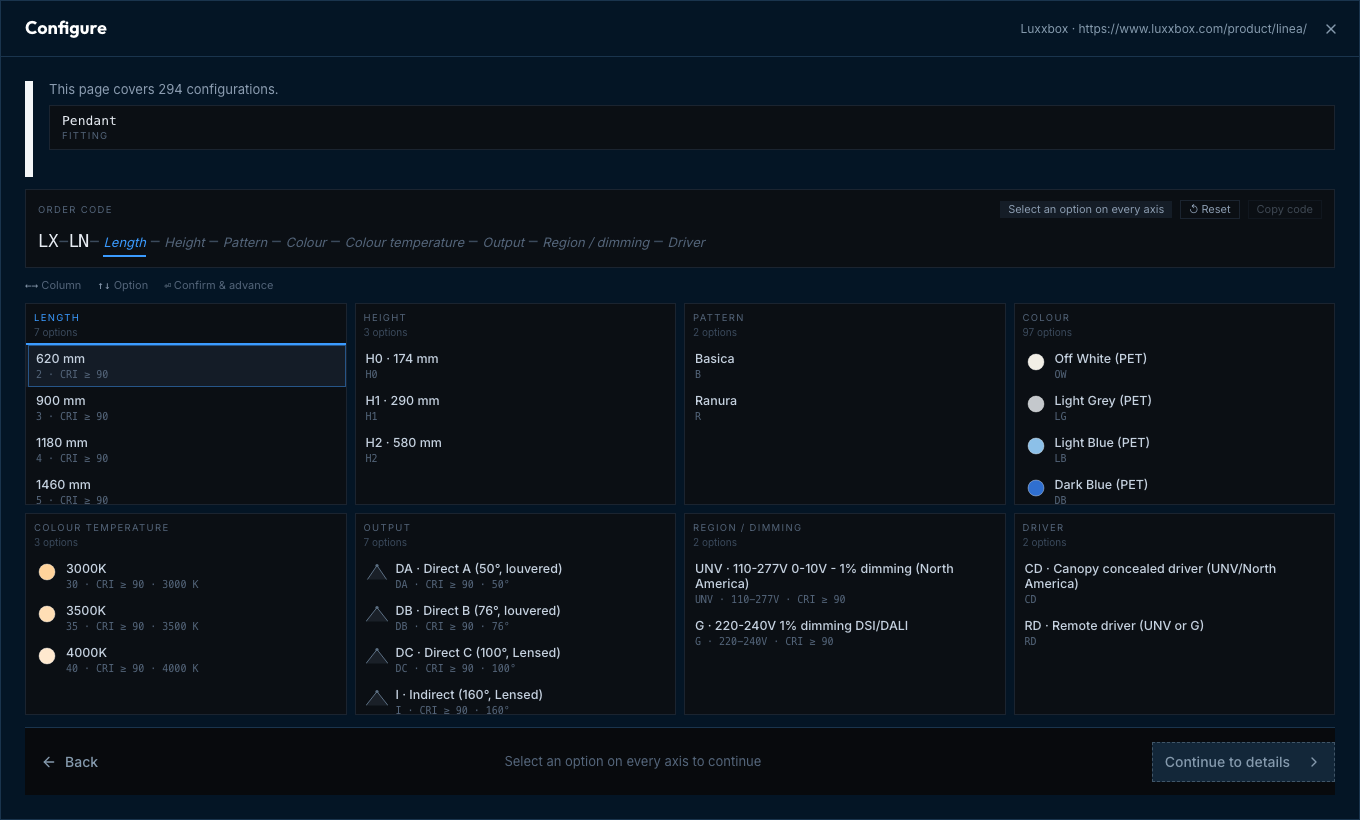 Configure
Luxxbox · https://www.luxxbox.com/product/linea/
This page covers 294 configurations.
Pendant
FITTING
ORDER CODE
Select an option on every axis
Reset
Copy code
LX–LN– Length – Height – Pattern – Colour – Colour temperature – Output – Region / dimming – Driver
←→ Column ↑↓ Option ⏎ Confirm & advance
LENGTH
7 options
620 mm
2 · CRI ≥ 90
900 mm
3 · CRI ≥ 90
1180 mm
4 · CRI ≥ 90
1460 mm
5 · CRI ≥ 90
HEIGHT
3 options
H0 · 174 mm
H0
H1 · 290 mm
H1
H2 · 580 mm
H2
PATTERN
2 options
Basica
B
Ranura
R
COLOUR
97 options
Off White (PET)
OW
Light Grey (PET)
LG
Light Blue (PET)
LB
Dark Blue (PET)
DB
COLOUR TEMPERATURE
3 options
3000K
30 · CRI ≥ 90 · 3000 K
3500K
35 · CRI ≥ 90 · 3500 K
4000K
40 · CRI ≥ 90 · 4000 K
OUTPUT
7 options
DA · Direct A (50°, louvered)
DA · CRI ≥ 90 · 50°
DB · Direct B (76°, louvered)
DB · CRI ≥ 90 · 76°
DC · Direct C (100°, Lensed)
DC · CRI ≥ 90 · 100°
I · Indirect (160°, Lensed)
I · CRI ≥ 90 · 160°
REGION / DIMMING
2 options
UNV · 110-277V 0-10V - 1% dimming (North
America)
UNV · 110–277V · CRI ≥ 90
G · 220-240V 1% dimming DSI/DALI
G · 220–240V · CRI ≥ 90
DRIVER
2 options
CD · Canopy concealed driver (UNV/North
America)
CD
RD · Remote driver (UNV or G)
RD
Back
Select an option on every axis to continue
Continue to details